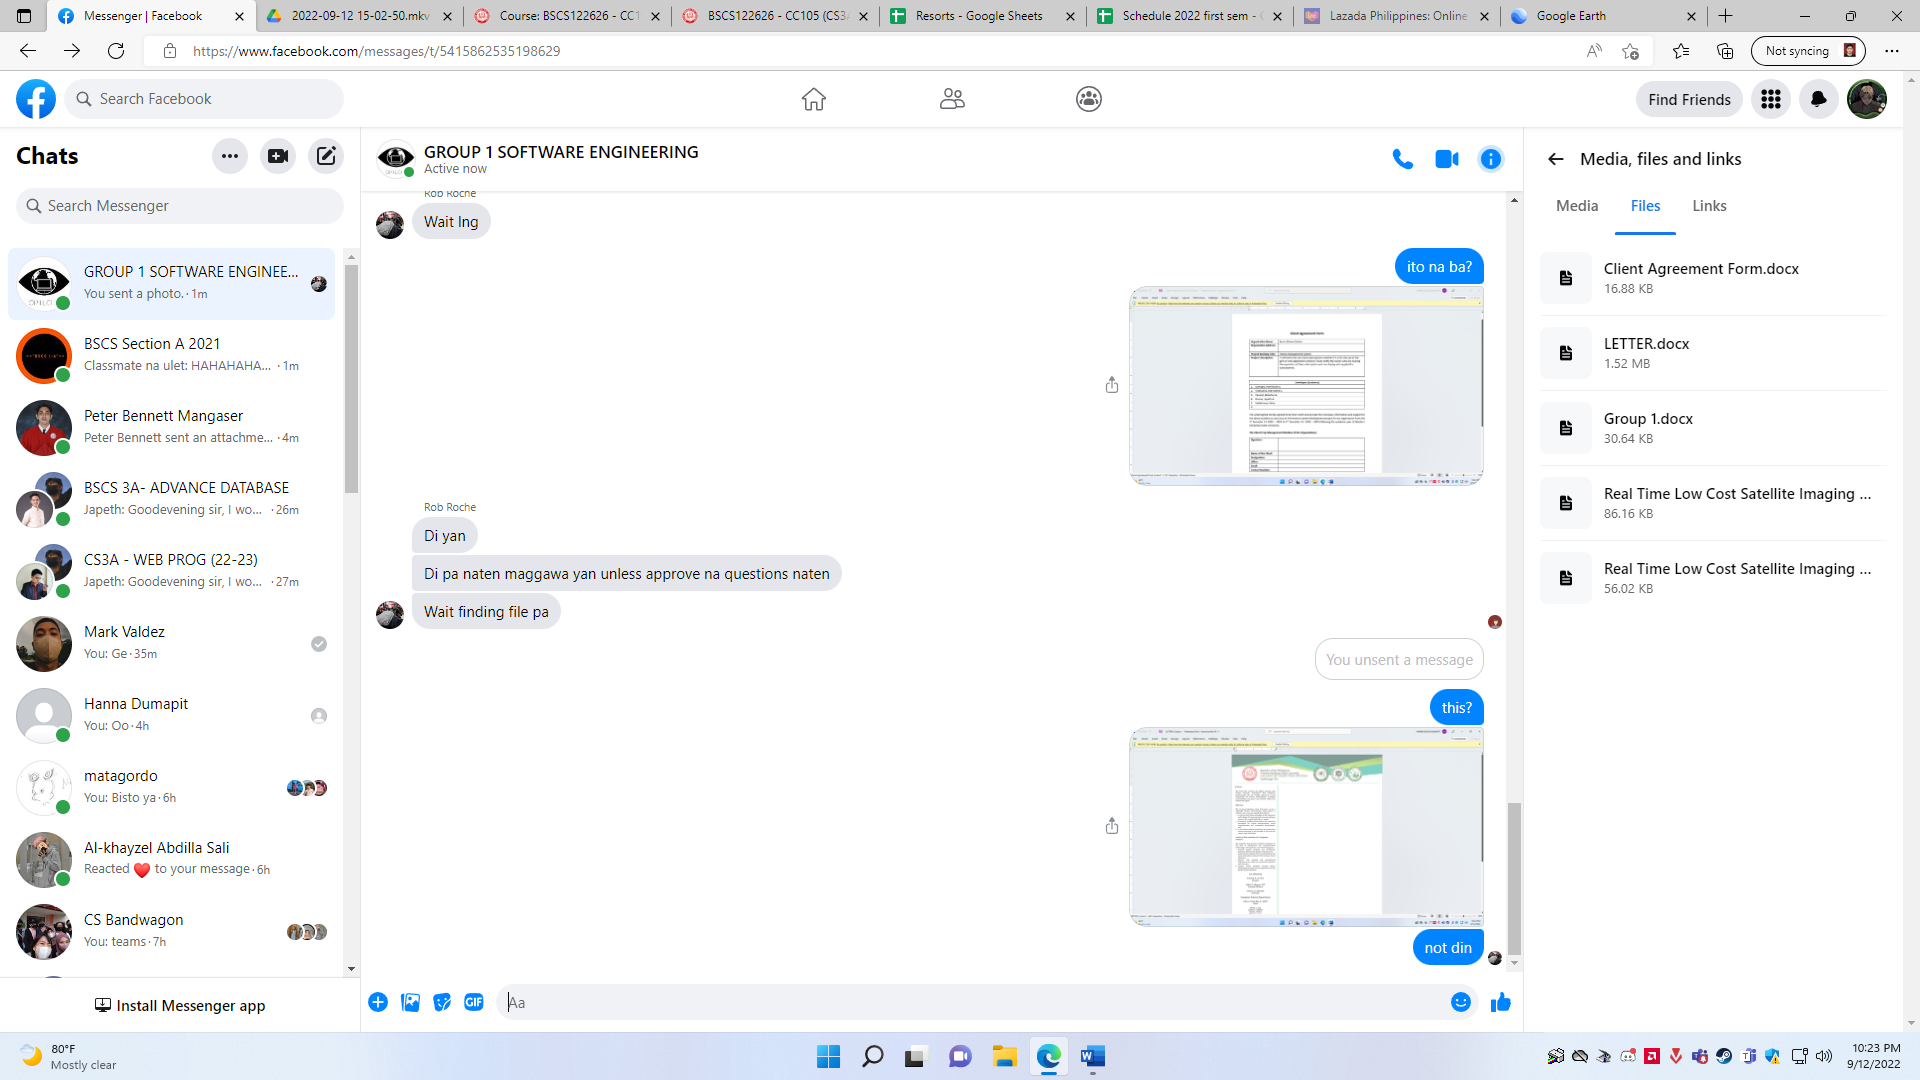 Messenger | Facebook
2022-09-12 15-02-50.mkv
Course: BSCS122626 - CC1
BSCS122626 - CC105 (CS3A
Resorts - Google Sheets
Schedule 2022 first sem -
Lazada Philippines: Online
Google Earth
https://www.facebook.com/messages/t/5415862535198629
Not syncing
Search Facebook
Find Friends
Chats
Search Messenger
GROUP 1 SOFTWARE ENGINEE...
You sent a photo. · 1m
BSCS Section A 2021
Classmate na ulet: HAHAHAHA... · 1m
Peter Bennett Mangaser
Peter Bennett sent an attachme... · 4m
BSCS 3A- ADVANCE DATABASE
Japeth: Goodevening sir, I wo... · 26m
CS3A - WEB PROG (22-23)
Japeth: Goodevening sir, I wo... · 27m
Mark Valdez
You: Ge · 35m
Hanna Dumapit
You: Oo · 4h
matagordo
You: Bisto ya · 6h
Al-khayzel Abdilla Sali
Reacted ❤ to your message · 6h
CS Bandwagon
You: teams · 7h
Install Messenger app
GROUP 1 SOFTWARE ENGINEERING
Active now
Rob Roche
Wait lng
ito na ba?
Client Agreement Form
Rob Roche
Di yan
Di pa naten maggawa yan unless approve na questions naten
Wait finding file pa
You unsent a message
this?
not din
GIF
Aa
Media, files and links
Media
Files
Links
Client Agreement Form.docx
16.88 KB
LETTER.docx
1.52 MB
Group 1.docx
30.64 KB
Real Time Low Cost Satellite Imaging ...
86.16 KB
Real Time Low Cost Satellite Imaging ...
56.02 KB
80°F
Mostly clear
10:23 PM
9/12/2022